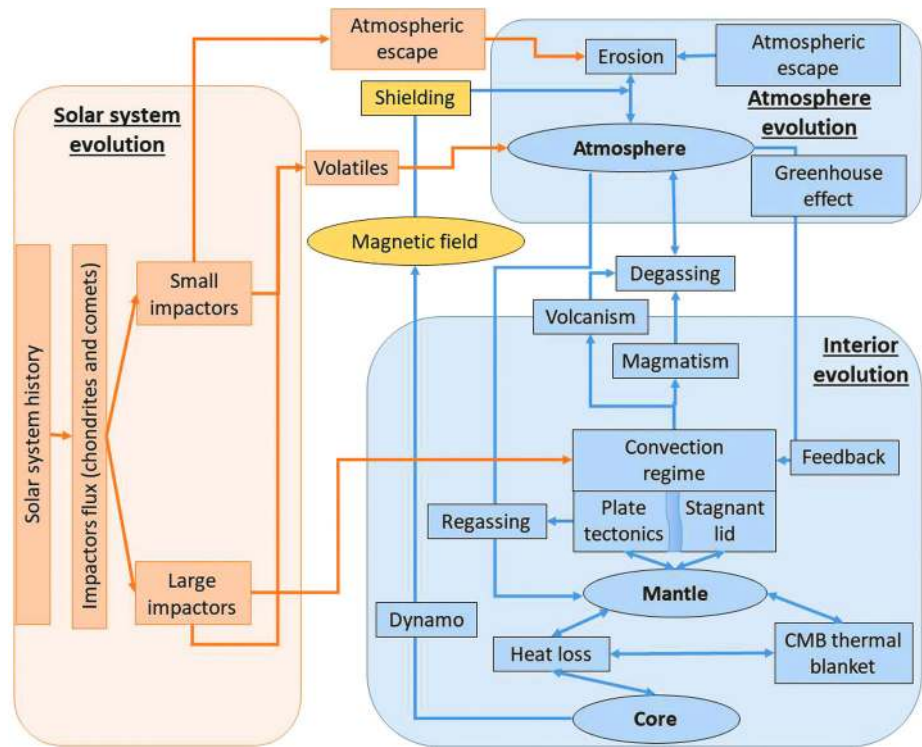 Atmospheric
escape
Erosion
Atmospheric
escape
Shielding
Atmosphere
evolution
Solar system
evolution
Atmosphere
Volatiles
Greenhouse
effect
Magnetic field
Small
impactors
Degassing
Volcanism
Magmatism
Interior
evolution
Solar system history
Impactors flux (chondrites and comets)
Convection
regime
Feedback
Plate
tectonics
Stagnant
lid
Regassing
Large
impactors
Mantle
Dynamo
Heat loss
CMB thermal
blanket
Core